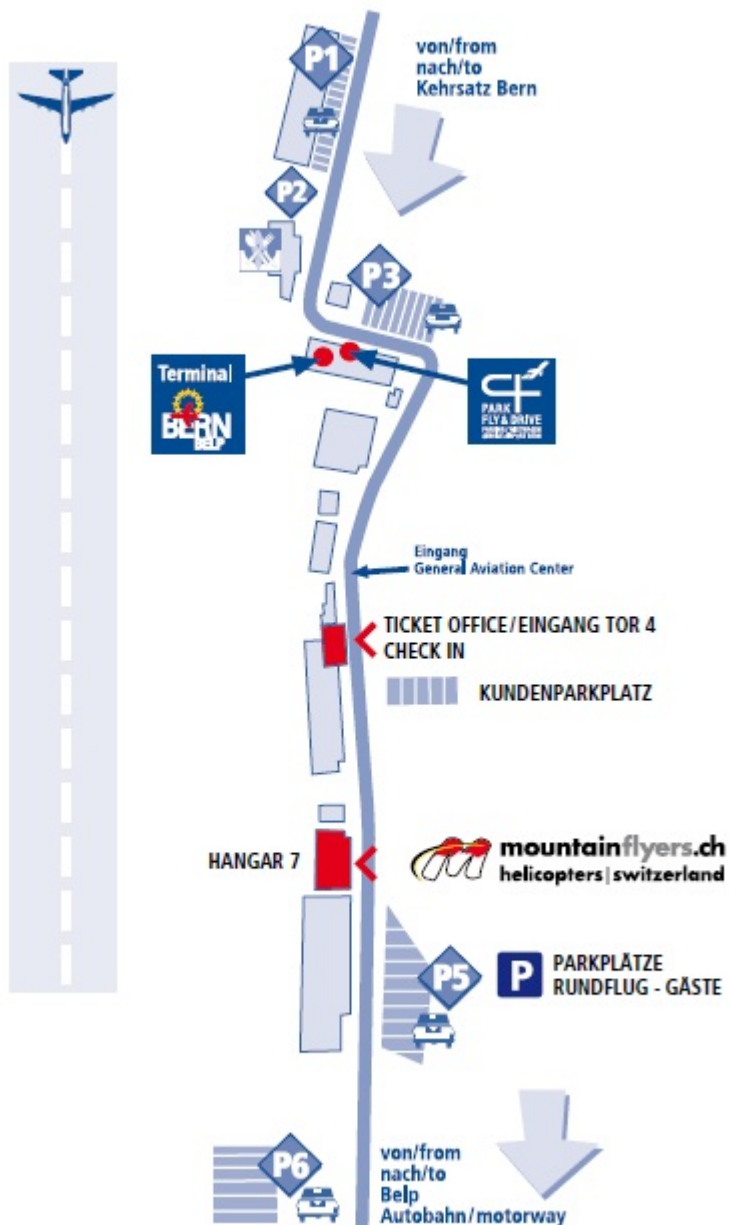 P1
von/from
nach/to
Kehrsatz Bern
P2
P3
Terminal
BERN
BELP
PARK
FLY & DRIVE
Eingang
General Aviation Center
TICKET OFFICE/EINGANG TOR 4
CHECK IN
KUNDENPARKPLATZ
HANGAR 7
mountainflyers.ch
helicopters|switzerland
P5
P
PARKPLÄTZE
RUNDFLUG - GÄSTE
P6
von/from
nach/to
Belp
Autobahn/motorway